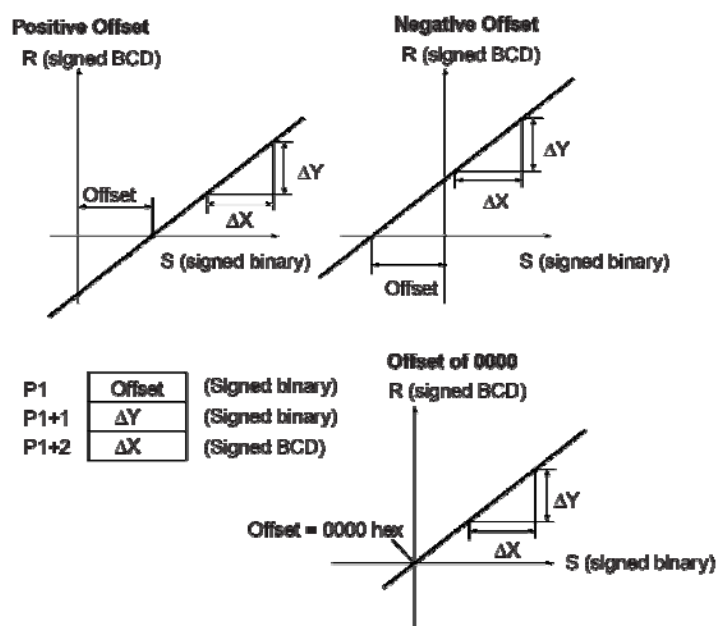 Positive Offset
R (signed BCD)
ΔY
Offset
ΔX
S (signed binary)
Negative Offset
R (signed BCD)
ΔY
ΔX
S (signed binary)
Offset
P1 Offset (Signed binary)
P1+1 ΔY (Signed binary)
P1+2 ΔX (Signed BCD)
Offset of 0000
R (signed BCD)
ΔY
Offset = 0000 hex
ΔX
S (signed binary)